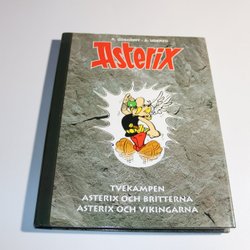 R. GOSCINNY - A. UDERZO
Asterix
TVEKAMPEN
ASTERIX OCH BRITTERNA
ASTERIX OCH VIKINGARNA